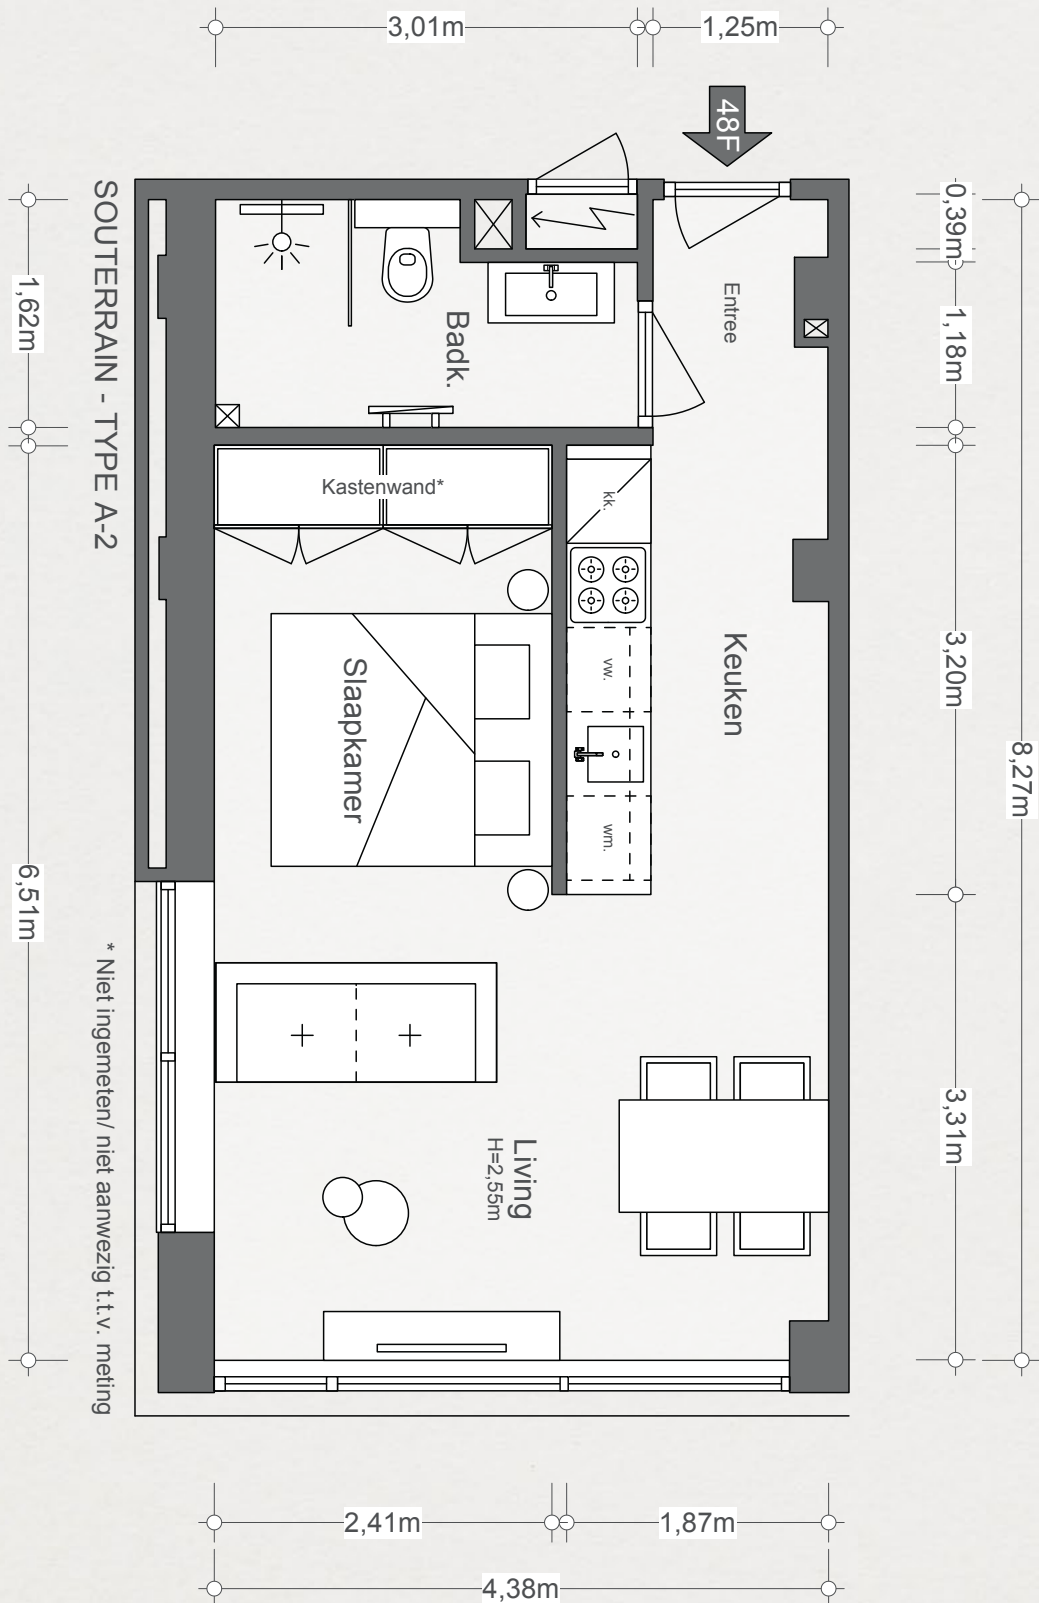 3,01m
1,25m
48F
0,39m
1,18m
3,20m
3,31m
8,27m
1,62m
6,51m
SOUTERRAIN - TYPE A-2
* Niet ingemeten/ niet aanwezig t.t.v. meting
Entree
Badk.
Kastenwand*
kk.
vw.
wm.
Keuken
Slaapkamer
Living
H=2,55m
2,41m
1,87m
4,38m